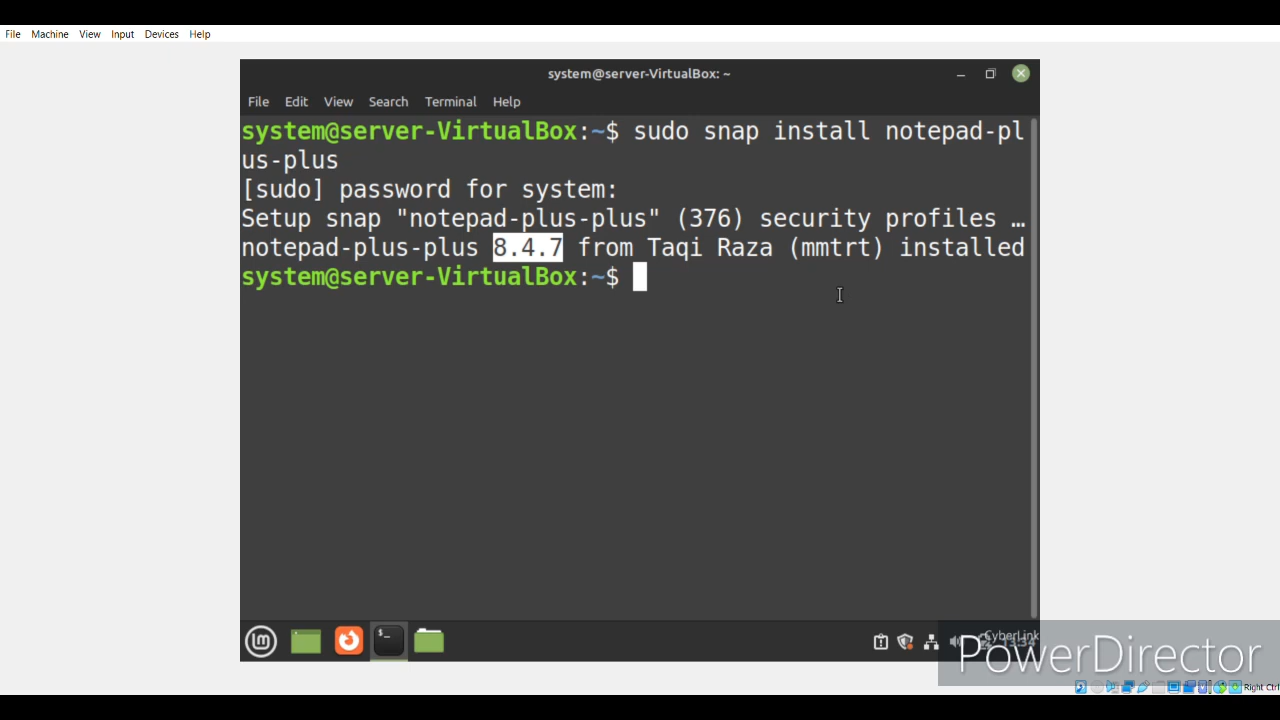 File Machine View Input Devices Help
system@server-VirtualBox: ~
File Edit View Search Terminal Help
system@server-VirtualBox:~$ sudo snap install notepad-pl
us-plus
[sudo] password for system:
Setup snap "notepad-plus-plus" (376) security profiles …
notepad-plus-plus 8.4.7 from Taqi Raza (mmtrt) installed
system@server-VirtualBox:~$
$_
CyberLink
13:34
PowerDirector
Right Ctrl